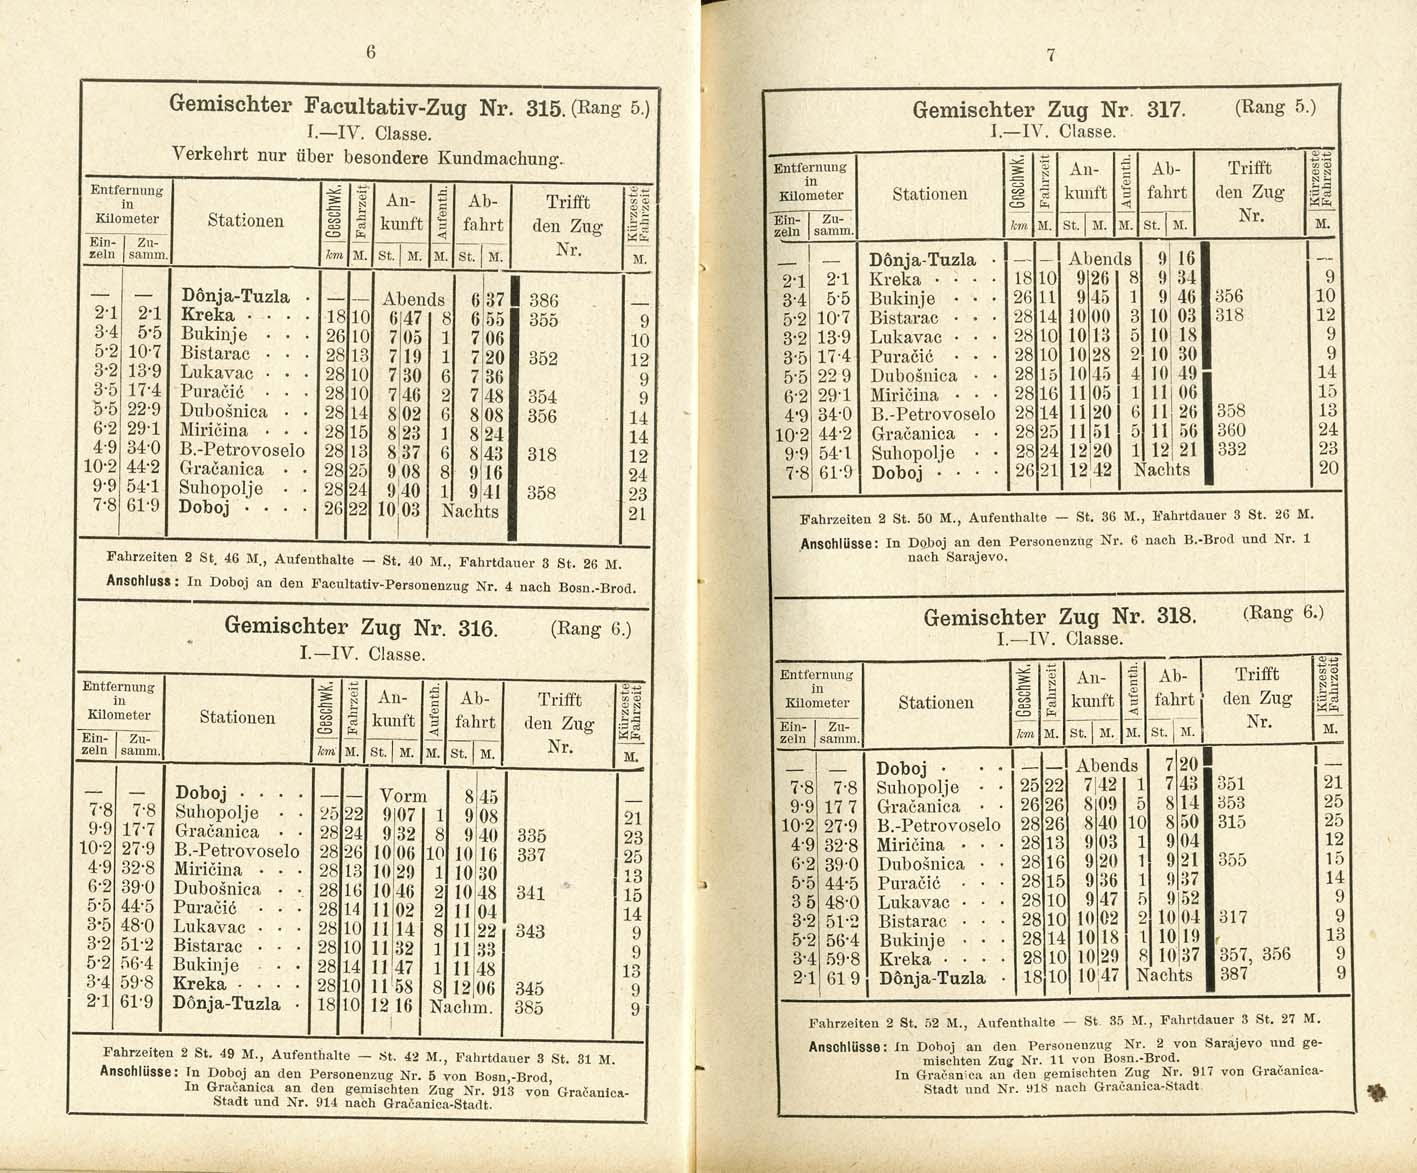 6
Gemischter Facultativ-Zug Nr. 315. (Rang 5.)
I.—IV. Classe.
Verkehrt nur über besondere Kundmachung.
Entfernung in Kilometer Stationen Geschwk. Fahrzeit An-kunft Aufenth. Ab-fahrt Trifft den Zug Nr. Kürzeste Fahrzeit
Ein-zeln Zu-samm. km M. St. M. M. St. M. M.
— — Dônja-Tuzla · — — Abends 6 37 386 —
2·1 2·1 Kreka · · · · 18 10 6 47 8 6 55 355 9
3·4 5·5 Bukinje · · · 26 10 7 05 1 7 06 10
5·2 10·7 Bistarac · · · 28 13 7 19 1 7 20 352 12
3·2 13·9 Lukavac · · · 28 10 7 30 6 7 36 9
3·5 17·4 Puračić · · · 28 10 7 46 2 7 48 354 9
5·5 22·9 Dubošnica · · 28 14 8 02 6 8 08 356 14
6·2 29·1 Miričina · · · 28 15 8 23 1 8 24 14
4·9 34·0 B.-Petrovoselo 28 13 8 37 6 8 43 318 12
10·2 44·2 Gračanica · · 28 25 9 08 8 9 16 24
9·9 54·1 Suhopolje · · 28 24 9 40 1 9 41 358 23
7·8 61·9 Doboj · · · · 26 22 10 03 Nachts 21
Fahrzeiten 2 St. 46 M., Aufenthalte — St. 40 M., Fahrtdauer 3 St. 26 M.
Anschluss: In Doboj an den Facultativ-Personenzug Nr. 4 nach Bosn.-Brod.
Gemischter Zug Nr. 316. (Rang 6.)
I.—IV. Classe.
Entfernung in Kilometer Stationen Geschwk. Fahrzeit An-kunft Aufenth. Ab-fahrt Trifft den Zug Nr. Kürzeste Fahrzeit
Ein-zeln Zu-samm. km M. St. M. M. St. M. M.
— — Doboj · · · · — — Vorm 8 45 —
7·8 7·8 Suhopolje · · 25 22 9 07 1 9 08 21
9·9 17·7 Gračanica · · 28 24 9 32 8 9 40 335 23
10·2 27·9 B.-Petrovoselo 28 26 10 06 10 10 16 337 25
4·9 32·8 Miričina · · · 28 13 10 29 1 10 30 13
6·2 39·0 Dubošnica · · 28 16 10 46 2 10 48 341 15
5·5 44·5 Puračić · · · 28 14 11 02 2 11 04 14
3·5 48·0 Lukavac · · · 28 10 11 14 8 11 22 343 9
3·2 51·2 Bistarac · · · 28 10 11 32 1 11 33 9
5·2 56·4 Bukinje · · · 28 14 11 47 1 11 48 13
3·4 59·8 Kreka · · · · 28 10 11 58 8 12 06 345 9
2·1 61·9 Dônja-Tuzla · 18 10 12 16 Nachm. 385 9
Fahrzeiten 2 St. 49 M., Aufenthalte — St. 42 M., Fahrtdauer 3 St. 31 M.
Anschlüsse: In Doboj an den Personenzug Nr. 5 von Bosn,-Brod,
In Gračanica an den gemischten Zug Nr. 913 von Gračanica-
Stadt und Nr. 914 nach Gračanica-Stadt.
7
Gemischter Zug Nr. 317. (Rang 5.)
I.—IV. Classe.
Entfernung in Kilometer Stationen Geschwk. Fahrzeit An-kunft Aufenth. Ab-fahrt Trifft den Zug Nr. Kürzeste Fahrzeit
Ein-zeln Zu-samm. km M. St. M. M. St. M. M.
— — Dônja-Tuzla · — — Abends 9 16 —
2·1 2·1 Kreka · · · · 18 10 9 26 8 9 34 9
3·4 5·5 Bukinje · · · 26 11 9 45 1 9 46 356 10
5·2 10·7 Bistarac · · · 28 14 10 00 3 10 03 318 12
3·2 13·9 Lukavac · · · 28 10 10 13 5 10 18 9
3·5 17·4 Puračić · · · 28 10 10 28 2 10 30 9
5·5 22 9 Dubošnica · · 28 15 10 45 4 10 49 14
6·2 29·1 Miričina · · · 28 16 11 05 1 11 06 15
4·9 34·0 B.-Petrovoselo 28 14 11 20 6 11 26 358 13
10·2 44·2 Gračanica · · 28 25 11 51 5 11 56 360 24
9·9 54·1 Suhopolje · · 28 24 12 20 1 12 21 332 23
7·8 61·9 Doboj · · · · 26 21 12 42 Nachts 20
Fahrzeiten 2 St. 50 M., Aufenthalte — St. 36 M., Fahrtdauer 3 St. 26 M.
Anschlüsse: In Doboj an den Personenzug Nr. 6 nach B.-Brod und Nr. 1
nach Sarajevo.
Gemischter Zug Nr. 318. (Rang 6.)
I.—IV. Classe.
Entfernung in Kilometer Stationen Geschwk. Fahrzeit An-kunft Aufenth. Ab-fahrt Trifft den Zug Nr. Kürzeste Fahrzeit
Ein-zeln Zu-samm. km M. St. M. M. St. M. M.
— — Doboj · · · — — Abends 7 20 —
7·8 7·8 Suhopolje · · 25 22 7 42 1 7 43 351 21
9·9 17 7 Gračanica · · 26 26 8 09 5 8 14 353 25
10·2 27·9 B.-Petrovoselo 28 26 8 40 10 8 50 315 25
4·9 32·8 Miričina · · · 28 13 9 03 1 9 04 12
6·2 39·0 Dubošnica · · 28 16 9 20 1 9 21 355 15
5·5 44·5 Puračić · · · 28 15 9 36 1 9 37 14
3 5 48·0 Lukavac · · · 28 10 9 47 5 9 52 9
3·2 51·2 Bistarac · · · 28 10 10 02 2 10 04 317 9
5·2 56·4 Bukinje · · · 28 14 10 18 1 10 19 13
3·4 59·8 Kreka · · · · 28 10 10 29 8 10 37 357, 356 9
2·1 61 9 Dônja-Tuzla · 18 10 10 47 Nachts 387 9
Fahrzeiten 2 St. 52 M., Aufenthalte — St. 35 M., Fahrtdauer 3 St. 27 M.
Anschlüsse: In Doboj an den Personenzug Nr. 2 von Sarajevo und ge-
mischten Zug Nr. 11 von Bosn.-Brod.
In Gračanica an den gemischten Zug Nr. 917 von Gračanica-
Stadt und Nr. 918 nach Gračanica-Stadt